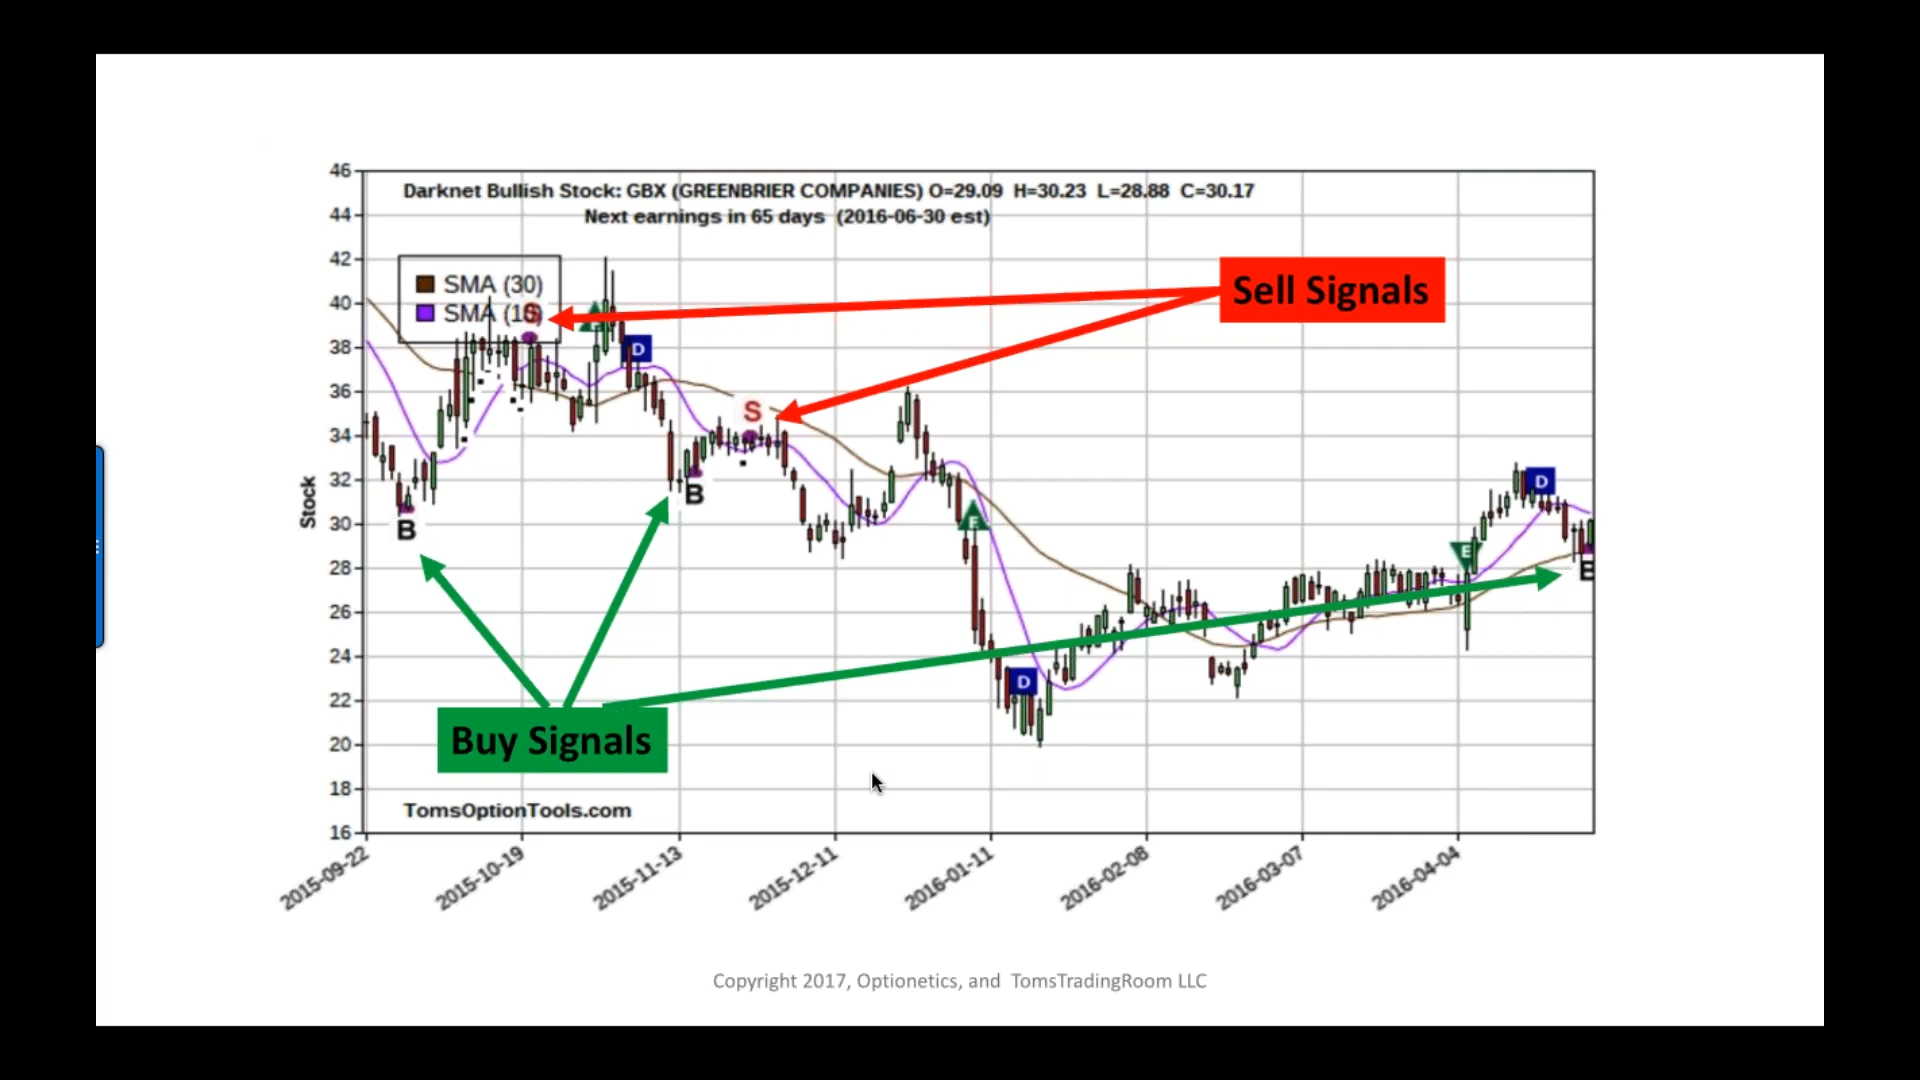 Darknet Bullish Stock: GBX (GREENBRIER COMPANIES) O=29.09 H=30.23 L=28.88 C=30.17
Next earnings in 65 days (2016-06-30 est)
46
44
42
40
38
36
34
32
30
28
26
24
22
20
18
16
Stock
SMA (30)
SMA
S
Sell Signals
D
S
B
B
E
D
E
D
B
Buy Signals
TomsOptionTools.com
2015-09-22
2015-10-19
2015-11-13
2015-12-11
2016-01-11
2016-02-08
2016-03-07
2016-04-04
Copyright 2017, Optionetics, and TomsTradingRoom LLC